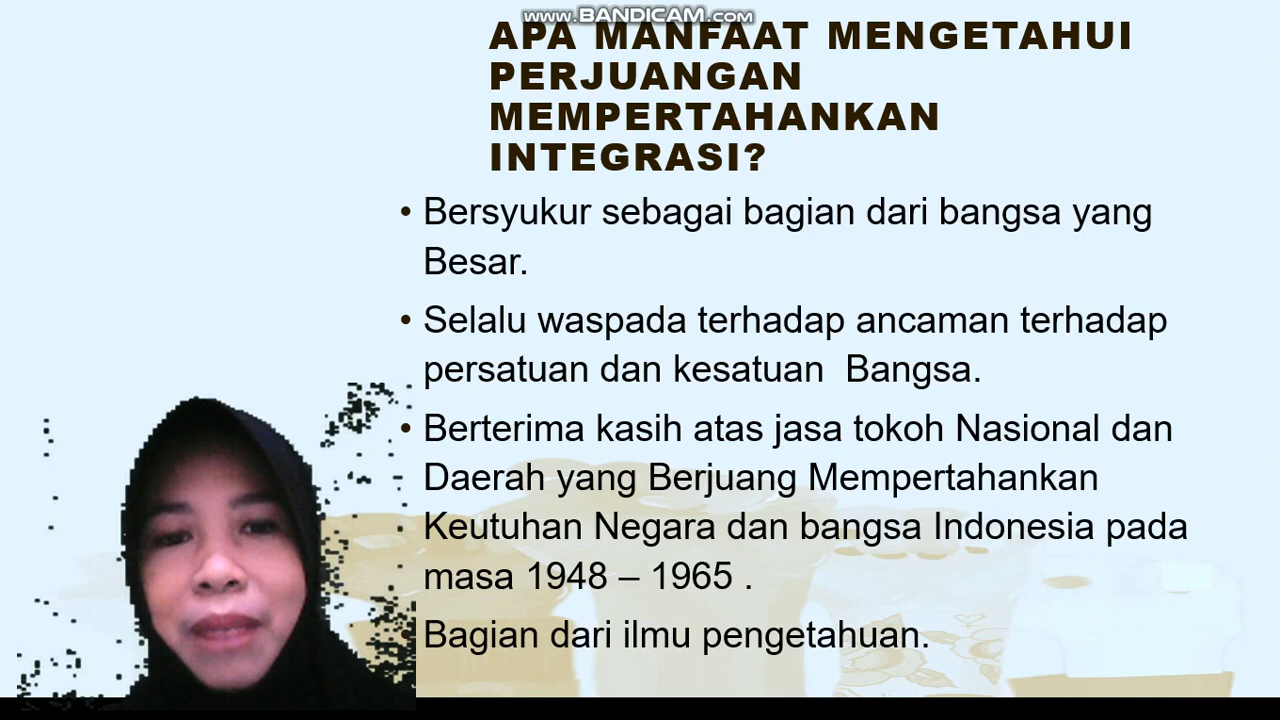 www.BANDICAM.com
APA MANFAAT MENGETAHUI
PERJUANGAN
MEMPERTAHANKAN
INTEGRASI?
• Bersyukur sebagai bagian dari bangsa yang
Besar.
• Selalu waspada terhadap ancaman terhadap
persatuan dan kesatuan Bangsa.
• Berterima kasih atas jasa tokoh Nasional dan
Daerah yang Berjuang Mempertahankan
Keutuhan Negara dan bangsa Indonesia pada
masa 1948 – 1965 .
• Bagian dari ilmu pengetahuan.